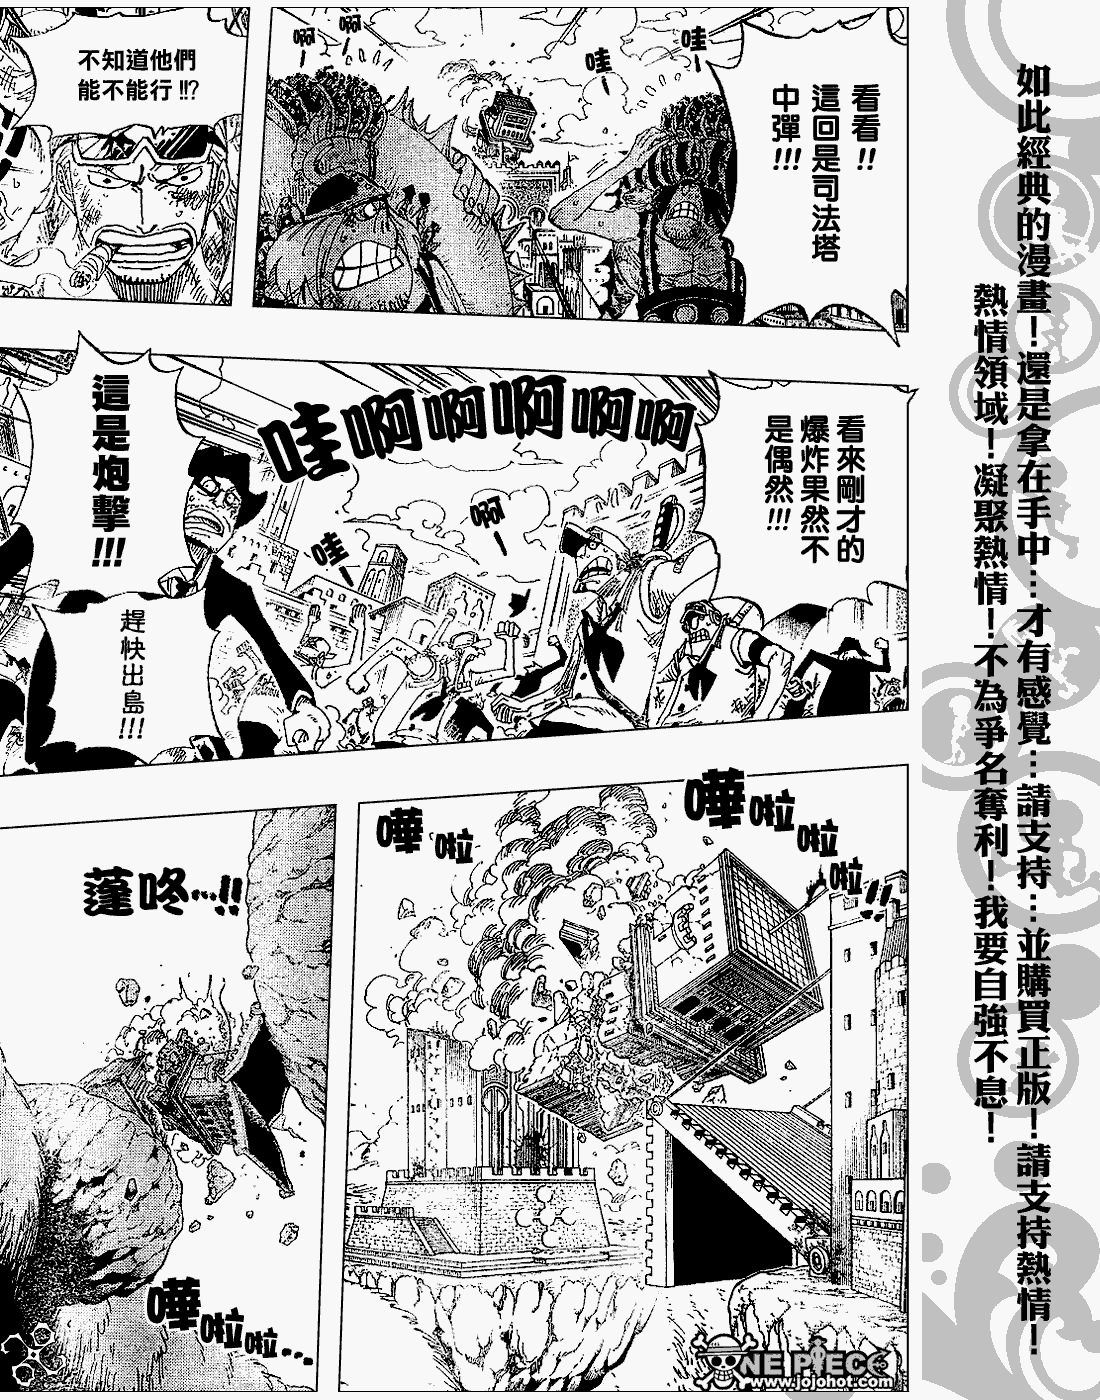 看看!!
這回是司法塔
中彈!!!
哇-
哇-
啊-
啊-
不知道他們
能不能行!!?
看來剛才的
爆炸果然不
是偶然!!!
哇啊啊啊啊啊
啊-
哇-
這是炮擊!!!
趕快出島!!!
嘩啦啦啦!!
嘩啦
蓬咚…!!
嘩啦啦…
如此經典的漫畫！還是拿在手中…才有感覺…請支持…並購買正版！請支持熱情！
熱情領域！凝聚熱情！不為爭名奪利！我要自強不息！
ONE PIECE
www.jojohot.com